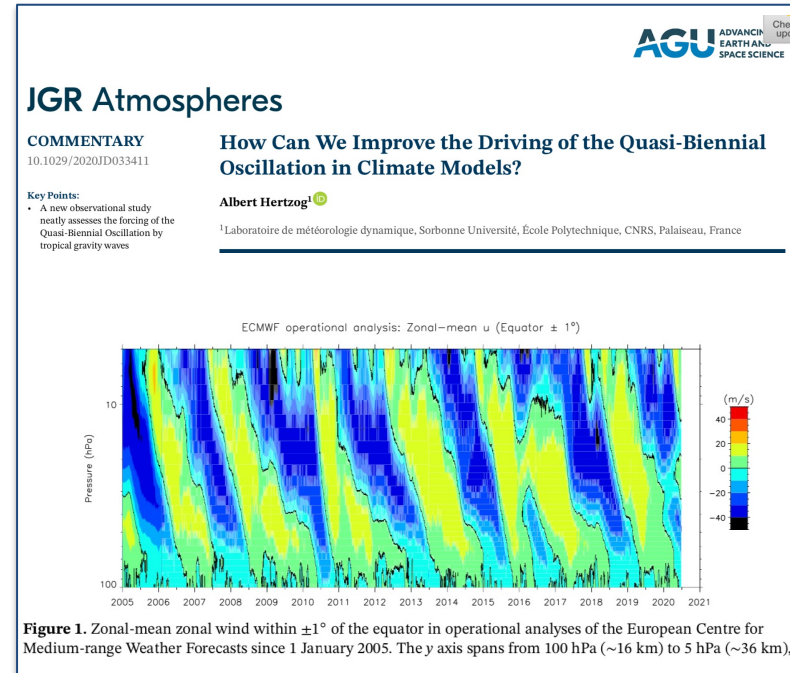 AGU ADVANCING
EARTH AND
SPACE SCIENCE
JGR Atmospheres
COMMENTARY
10.1029/2020JD033411
Key Points:
• A new observational study
neatly assesses the forcing of the
Quasi-Biennial Oscillation by
tropical gravity waves
How Can We Improve the Driving of the Quasi-Biennial
Oscillation in Climate Models?
Albert Hertzog¹ iD
¹Laboratoire de météorologie dynamique, Sorbonne Université, École Polytechnique, CNRS, Palaiseau, France
ECMWF operational analysis: Zonal-mean u (Equator ± 1°)
Pressure (hPa)
10
100
2005 2006 2007 2008 2009 2010 2011 2012 2013 2014 2015 2016 2017 2018 2019 2020 2021
(m/s)
40
20
0
-20
-40
Figure 1. Zonal-mean zonal wind within ±1° of the equator in operational analyses of the European Centre for
Medium-range Weather Forecasts since 1 January 2005. The y axis spans from 100 hPa (~16 km) to 5 hPa (~36 km),